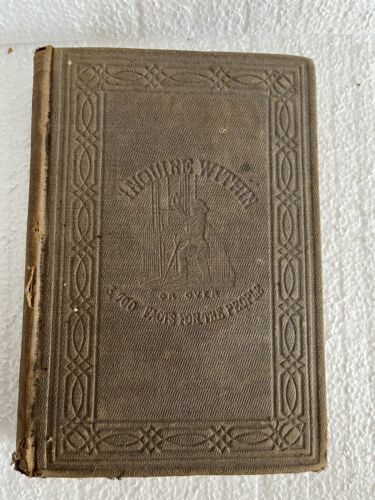 INQUIRE WITHIN
OR OVER
3,700 FACTS FOR THE PEOPLE